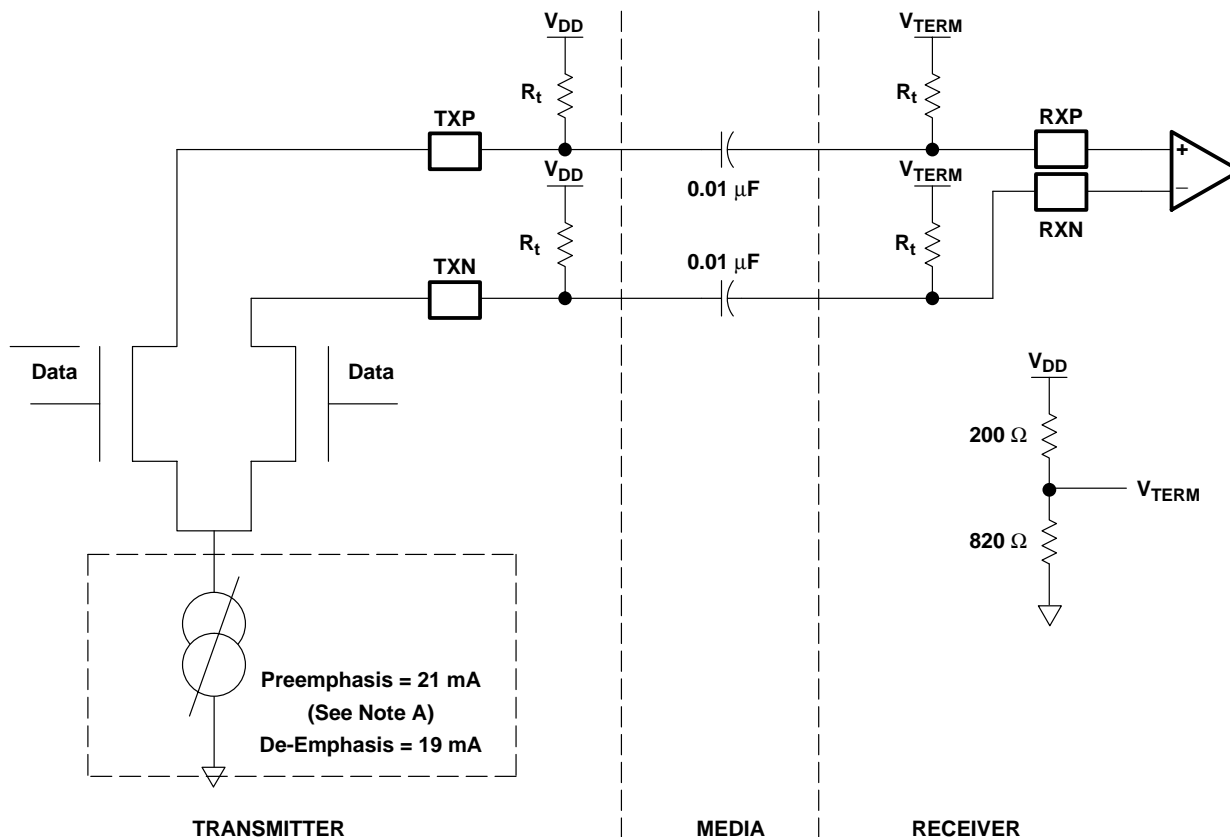 VDD
VTERM
Rt
Rt
TXP
RXP
+
VDD
VTERM
0.01 μF
−
RXN
Rt
0.01 μF
Rt
TXN
Data
Data
VDD
200 Ω
VTERM
820 Ω
Preemphasis = 21 mA
(See Note A)
De-Emphasis = 19 mA
TRANSMITTER
MEDIA
RECEIVER